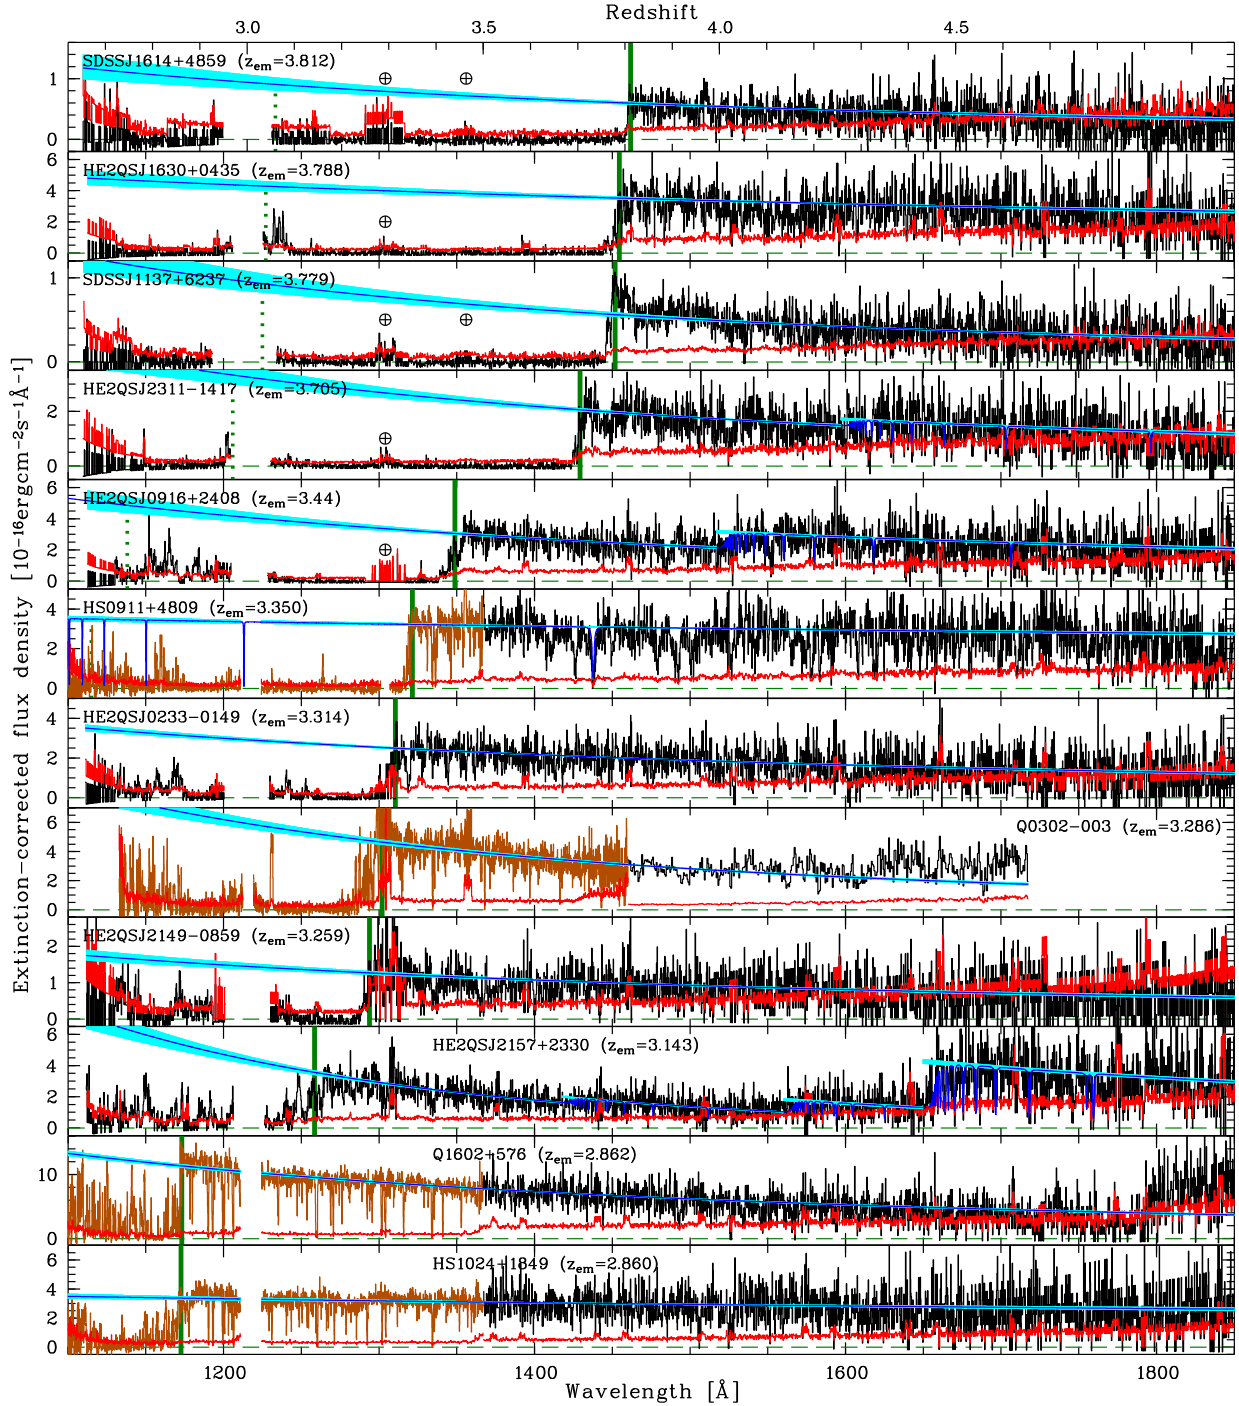 Redshift
3.0 3.5 4.0 4.5
SDSSJ1614+4859 (zem=3.812)
1
0
HE2QSJ1630+0435 (zem=3.788)
6
4
2
0
SDSSJ1137+6237 (zem=3.779)
1
0
HE2QSJ2311−1417 (zem=3.705)
2
0
HE2QSJ0916+2408 (zem=3.44)
6
4
2
0
HS0911+4809 (zem=3.350)
4
2
0
HE2QSJ0233−0149 (zem=3.314)
4
2
0
Q0302−003 (zem=3.286)
6
4
2
0
HE2QSJ2149−0859 (zem=3.259)
2
1
0
HE2QSJ2157+2330 (zem=3.143)
6
4
2
0
Q1602+576 (zem=2.862)
10
0
HS1024+1849 (zem=2.860)
6
4
2
0
Extinction−corrected flux density [10⁻¹⁶ergcm⁻²s⁻¹Å⁻¹]
1200 1400 1600 1800
Wavelength [Å]